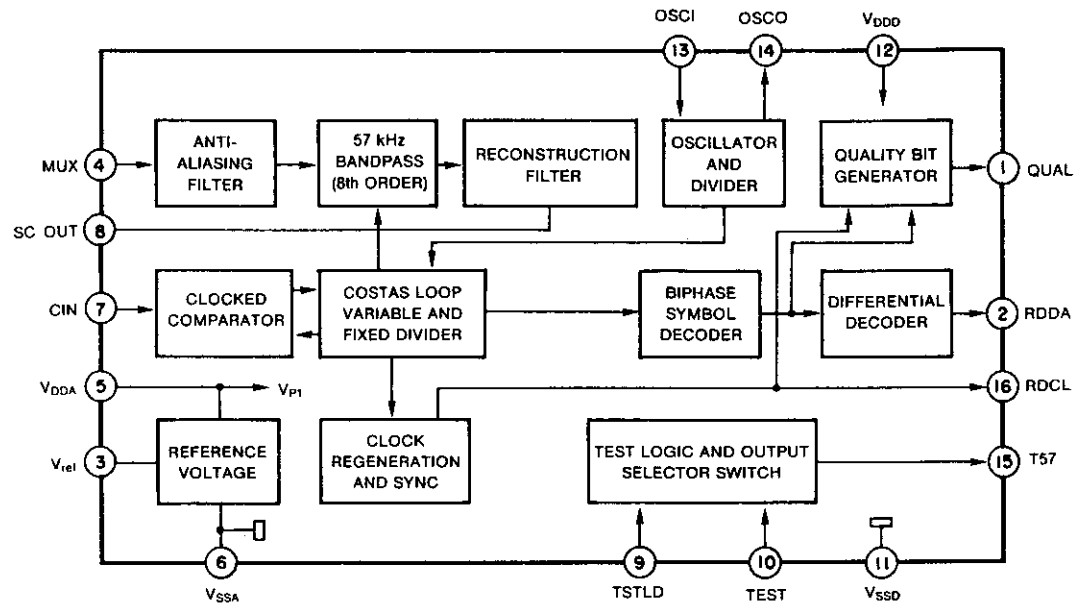 OSCI
OSCO
VDDD
13
14
12
ANTI-
ALIASING
FILTER
57 kHz
BANDPASS
(8th ORDER)
RECONSTRUCTION
FILTER
OSCILLATOR
AND
DIVIDER
QUALITY BIT
GENERATOR
MUX
4
1
QUAL
SC OUT
8
CIN
7
CLOCKED
COMPARATOR
COSTAS LOOP
VARIABLE AND
FIXED DIVIDER
BIPHASE
SYMBOL
DECODER
DIFFERENTIAL
DECODER
2
RDDA
VDDA
5
VP1
16
RDCL
Vref
3
REFERENCE
VOLTAGE
CLOCK
REGENERATION
AND SYNC
TEST LOGIC AND OUTPUT
SELECTOR SWITCH
15
T57
6
9
10
11
VSSA
TSTLD
TEST
VSSD